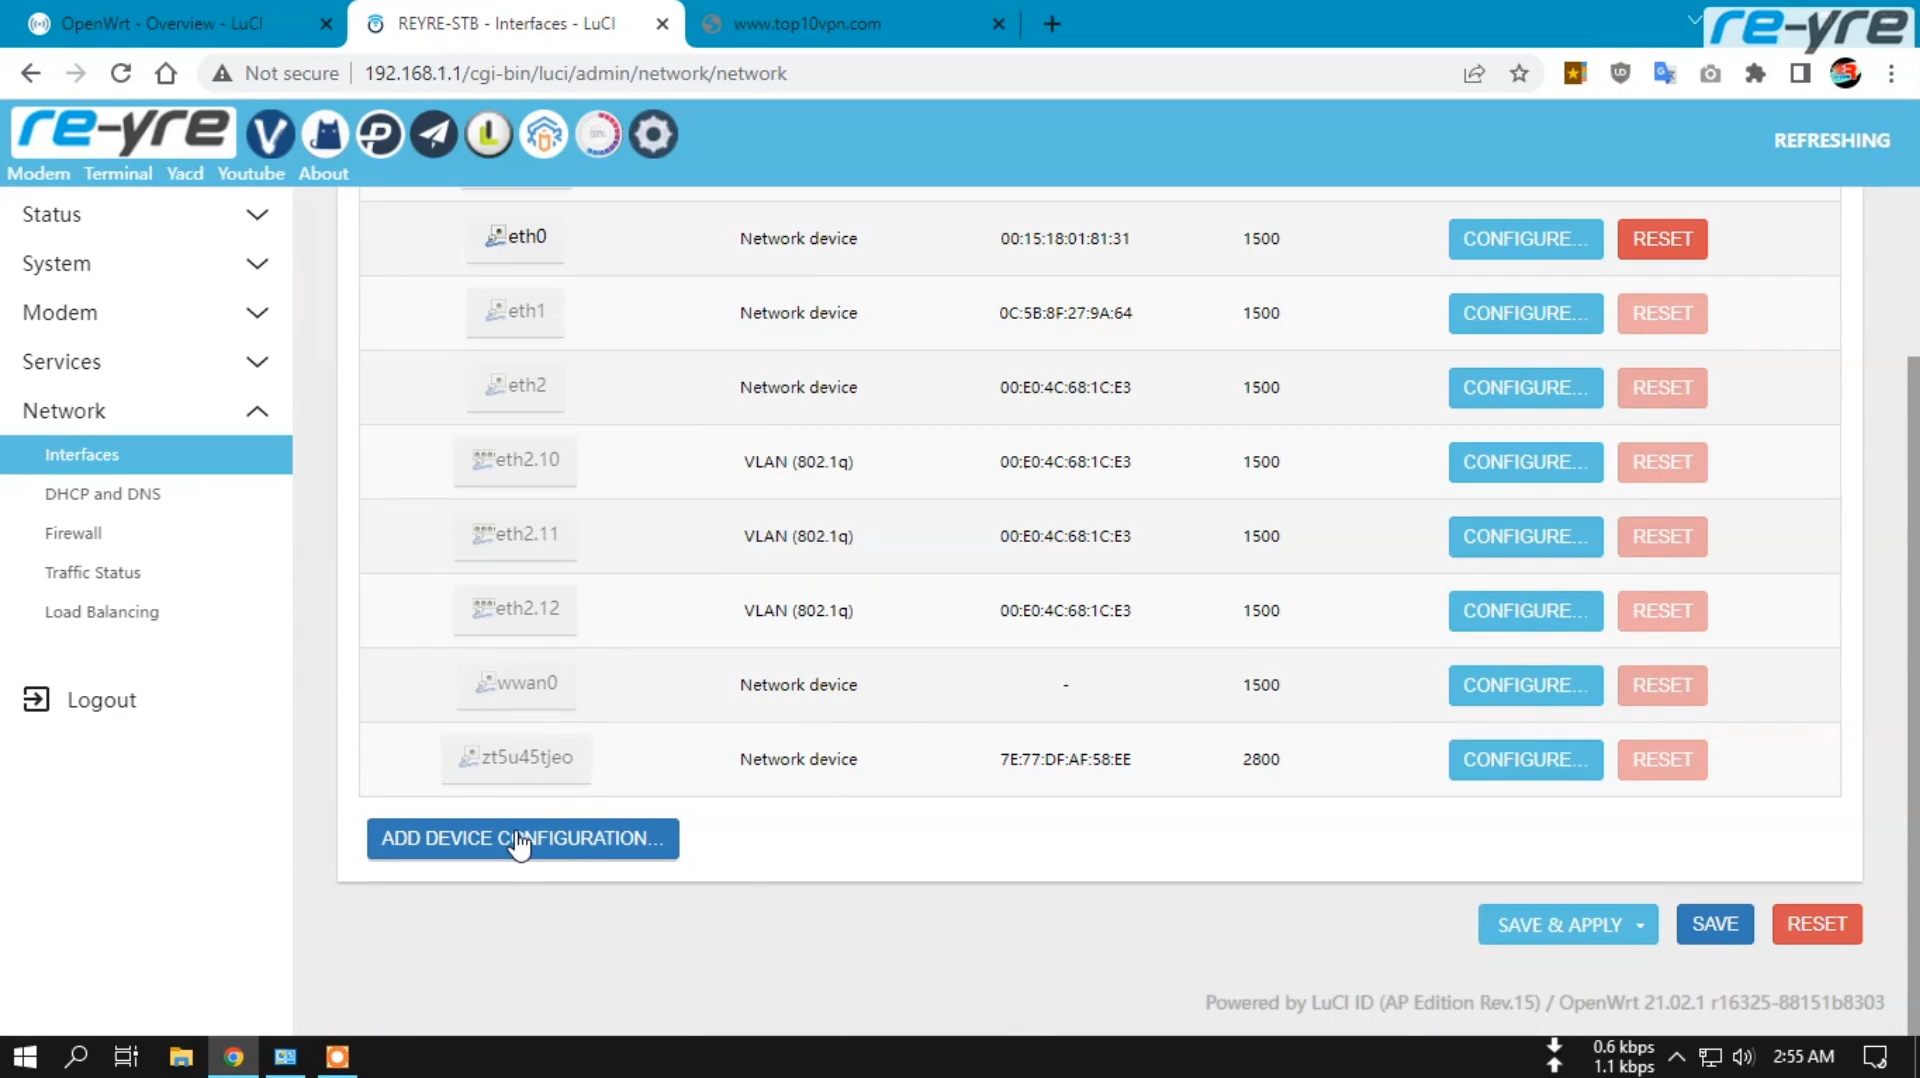 OpenWrt - Overview - LuCI
REYRE-STB - Interfaces - LuCI
www.top10vpn.com
re-yre
Not secure
192.168.1.1/cgi-bin/luci/admin/network/network
re-yre
REFRESHING
Modem Terminal Yacd Youtube About
Status
System
Modem
Services
Network
Interfaces
DHCP and DNS
Firewall
Traffic Status
Load Balancing
Logout
eth0 Network device 00:15:18:01:81:31 1500 CONFIGURE... RESET
eth1 Network device 0C:5B:8F:27:9A:64 1500 CONFIGURE... RESET
eth2 Network device 00:E0:4C:68:1C:E3 1500 CONFIGURE... RESET
eth2.10 VLAN (802.1q) 00:E0:4C:68:1C:E3 1500 CONFIGURE... RESET
eth2.11 VLAN (802.1q) 00:E0:4C:68:1C:E3 1500 CONFIGURE... RESET
eth2.12 VLAN (802.1q) 00:E0:4C:68:1C:E3 1500 CONFIGURE... RESET
wwan0 Network device - 1500 CONFIGURE... RESET
zt5u45tjeo Network device 7E:77:DF:AF:58:EE 2800 CONFIGURE... RESET
ADD DEVICE CONFIGURATION...
SAVE & APPLY SAVE RESET
Powered by LuCI ID (AP Edition Rev.15) / OpenWrt 21.02.1 r16325-88151b8303
0.6 kbps
1.1 kbps
2:55 AM